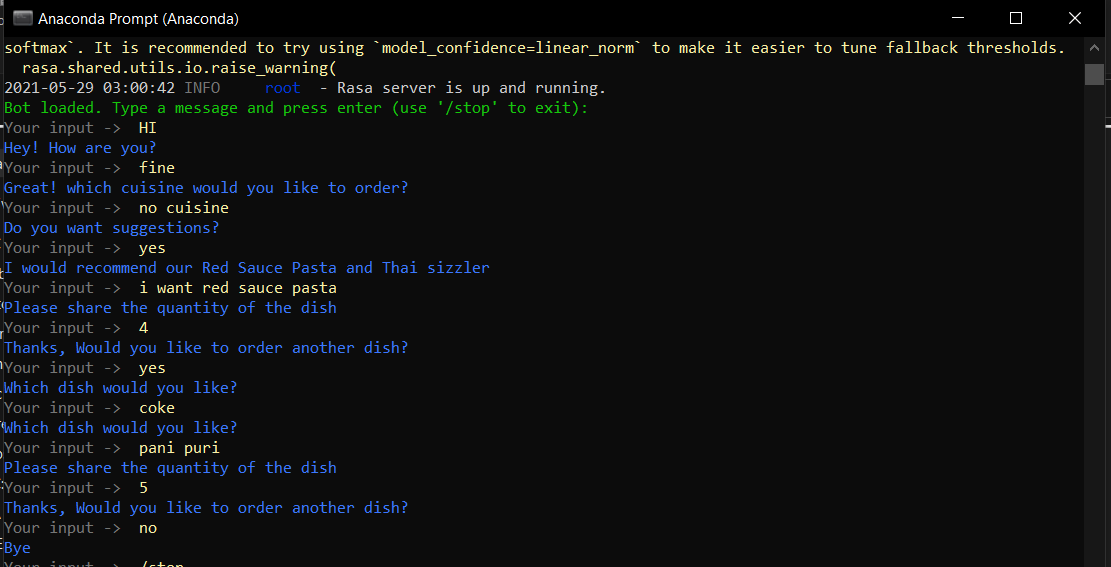 Anaconda Prompt (Anaconda)
softmax`. It is recommended to try using `model_confidence=linear_norm` to make it easier to tune fallback thresholds.
rasa.shared.utils.io.raise_warning(
2021-05-29 03:00:42 INFO root - Rasa server is up and running.
Bot loaded. Type a message and press enter (use '/stop' to exit):
Your input -> HI
Hey! How are you?
Your input -> fine
Great! which cuisine would you like to order?
Your input -> no cuisine
Do you want suggestions?
Your input -> yes
I would recommend our Red Sauce Pasta and Thai sizzler
Your input -> i want red sauce pasta
Please share the quantity of the dish
Your input -> 4
Thanks, Would you like to order another dish?
Your input -> yes
Which dish would you like?
Your input -> coke
Which dish would you like?
Your input -> pani puri
Please share the quantity of the dish
Your input -> 5
Thanks, Would you like to order another dish?
Your input -> no
Bye
Your input -> /stop